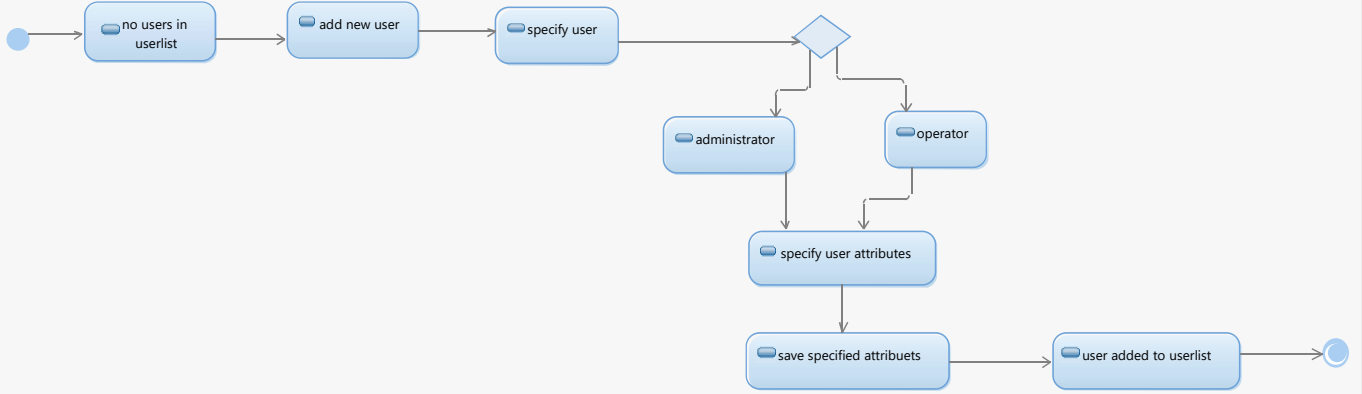 no users in
userlist
add new user
specify user
administrator
operator
specify user attributes
save specified attribuets
user added to userlist